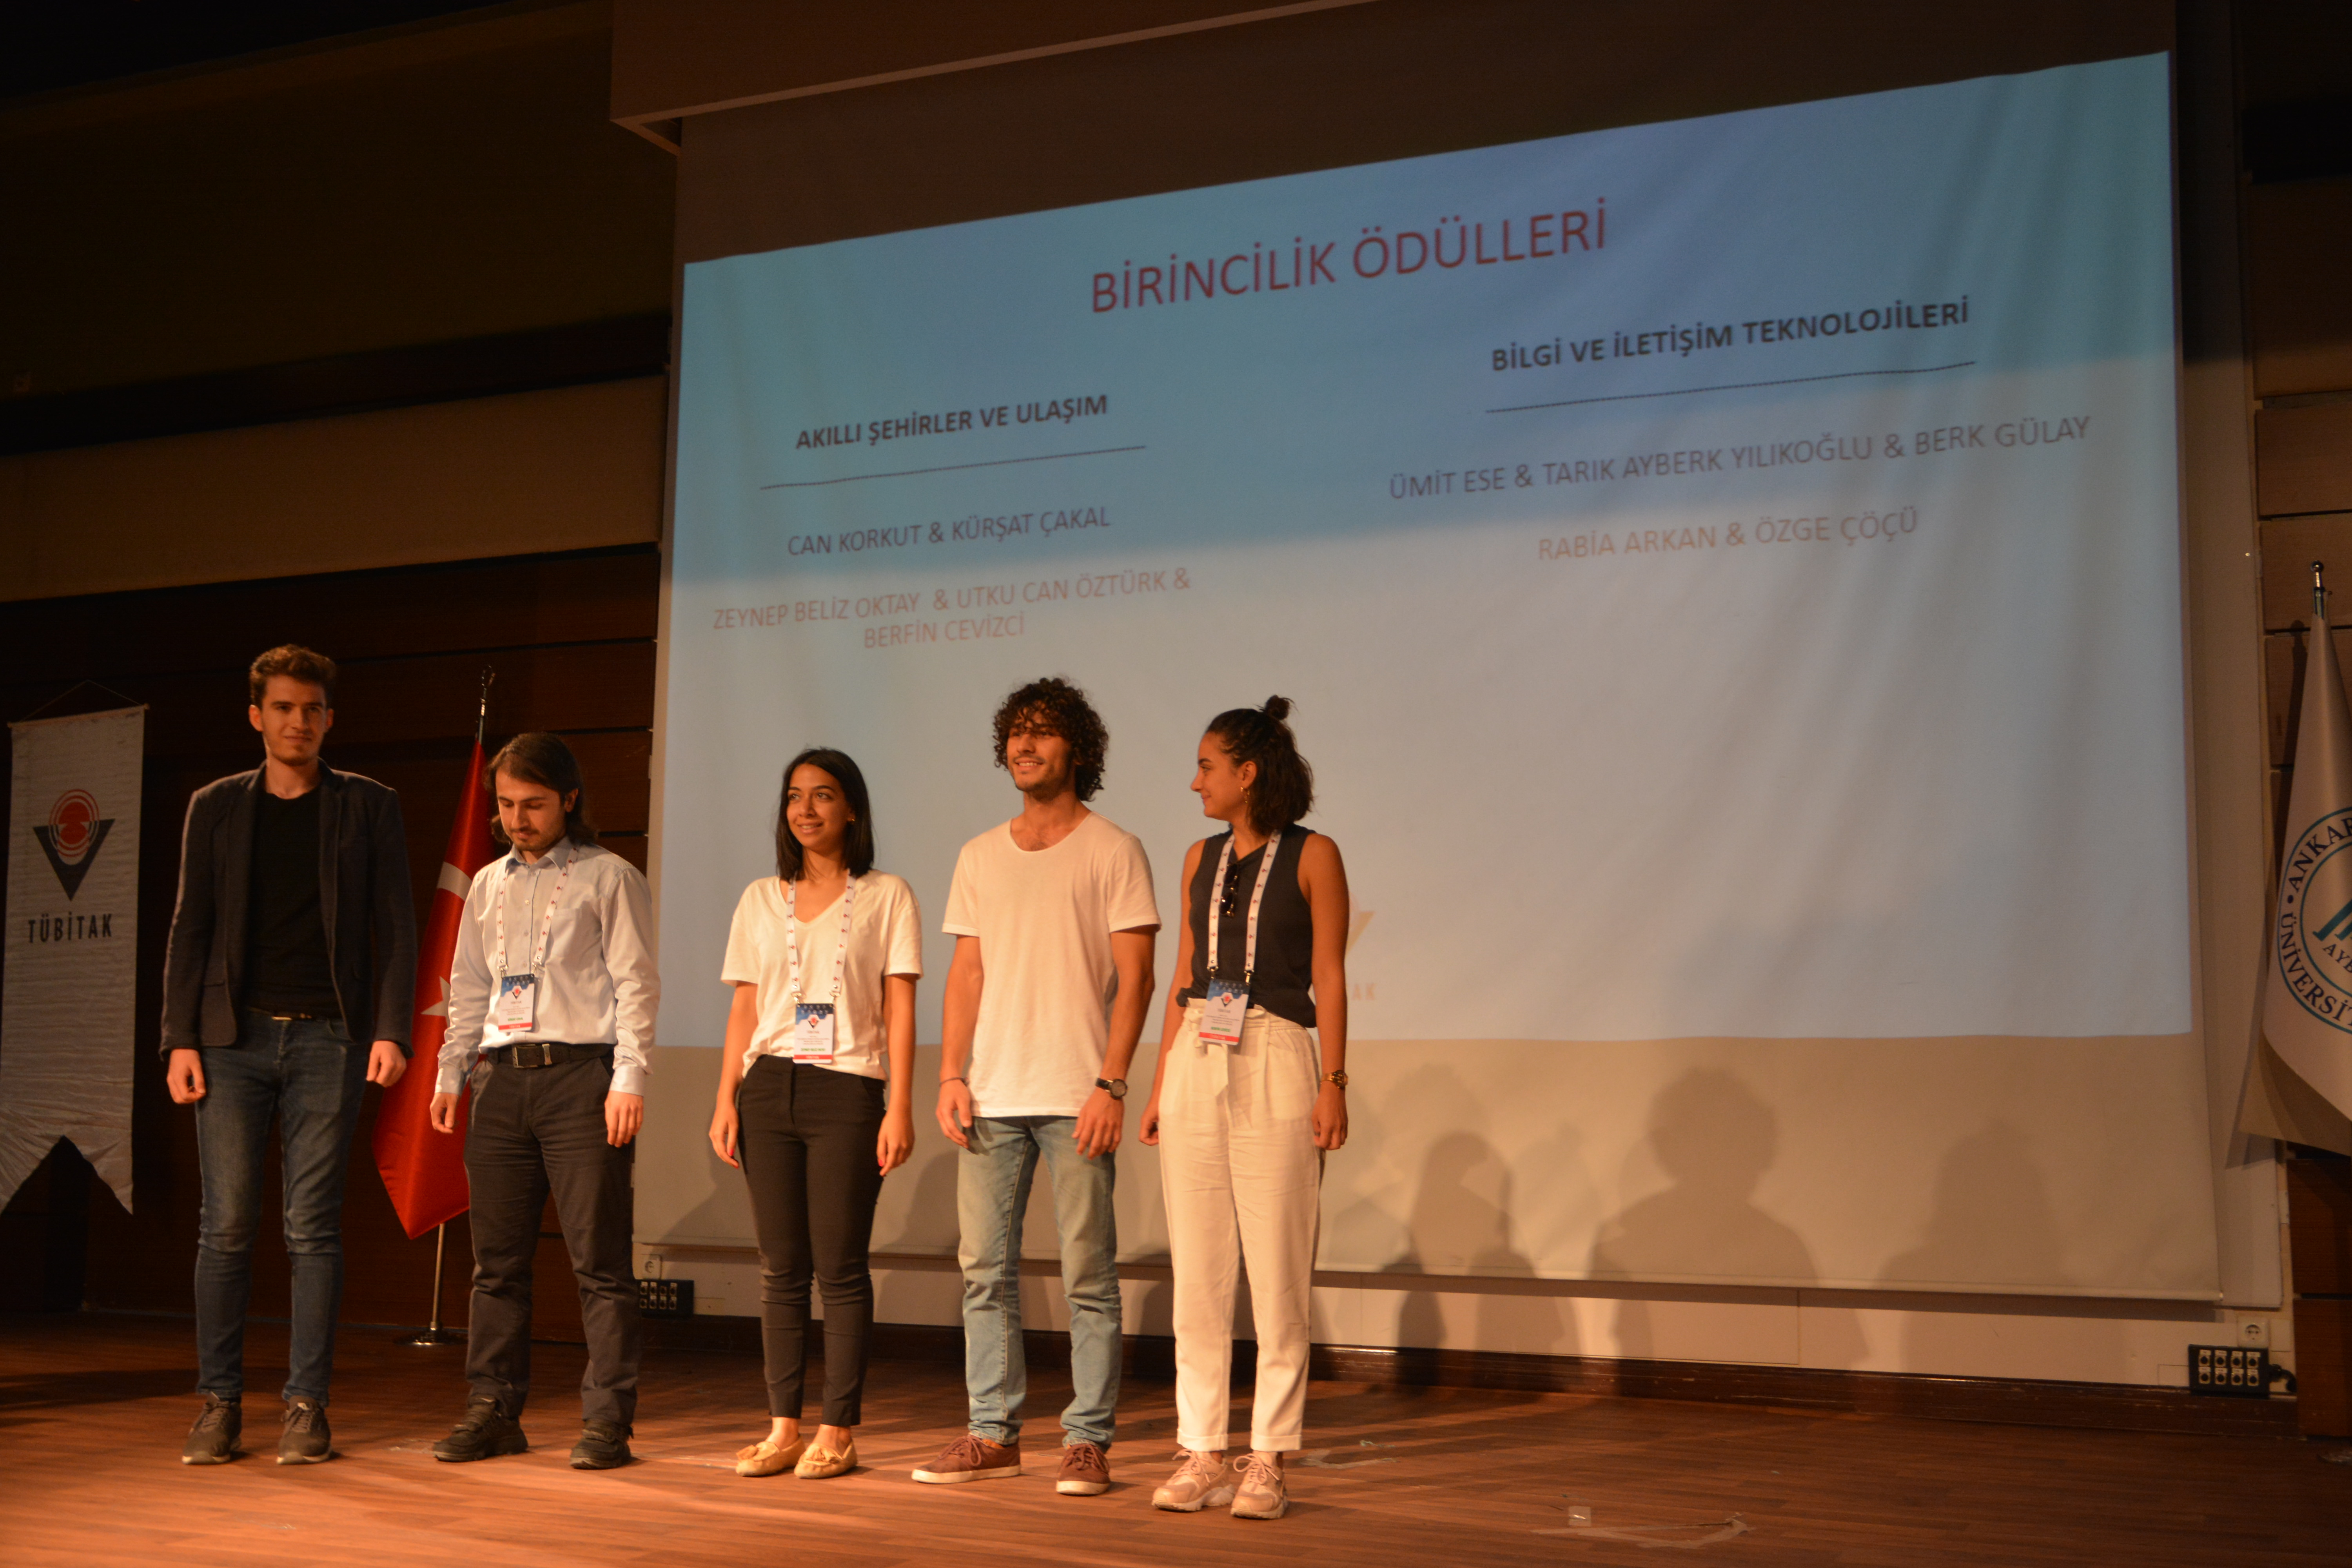 BİRİNCİLİK ÖDÜLLERİ
AKILLI ŞEHİRLER VE ULAŞIM
CAN KORKUT & KÜRŞAT ÇAKAL
ZEYNEP BELİZ OKTAY & UTKU CAN ÖZTÜRK &
BERFİN CEVİZCİ
BİLGİ VE İLETİŞİM TEKNOLOJİLERİ
ÜMİT ESE & TARIK AYBERK YILIKOĞLU & BERK GÜLAY
RABİA ARKAN & ÖZGE ÇÖÇÜ
TÜBİTAK